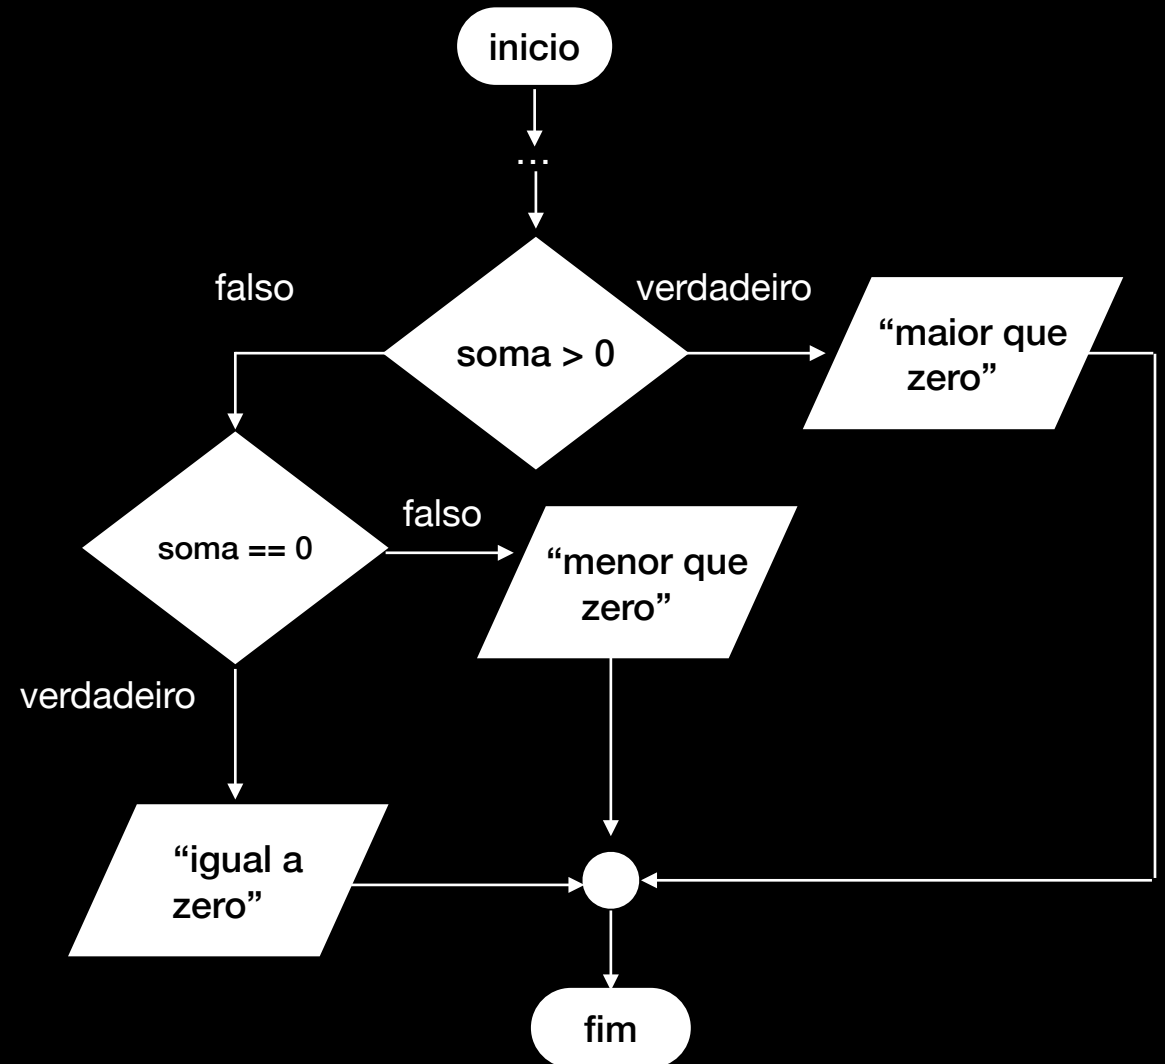 inicio
...
falso
verdadeiro
soma > 0
“maior que
zero”
soma == 0
falso
“menor que
zero”
verdadeiro
“igual a
zero”
fim